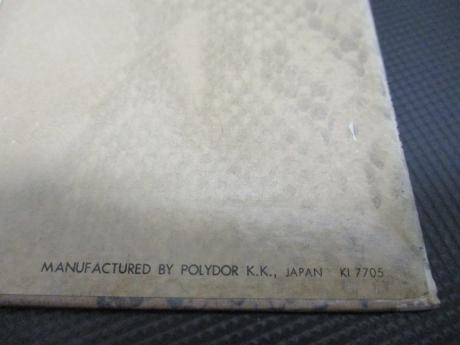 MANUFACTURED BY POLYDOR K.K., JAPAN KI 7705